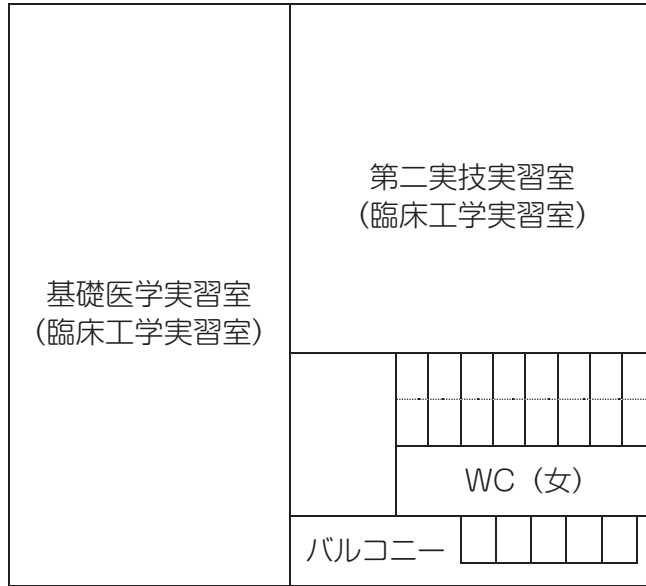 第二実技実習室
（臨床工学実習室）
基礎医学実習室
（臨床工学実習室）
WC（女）
バルコニー